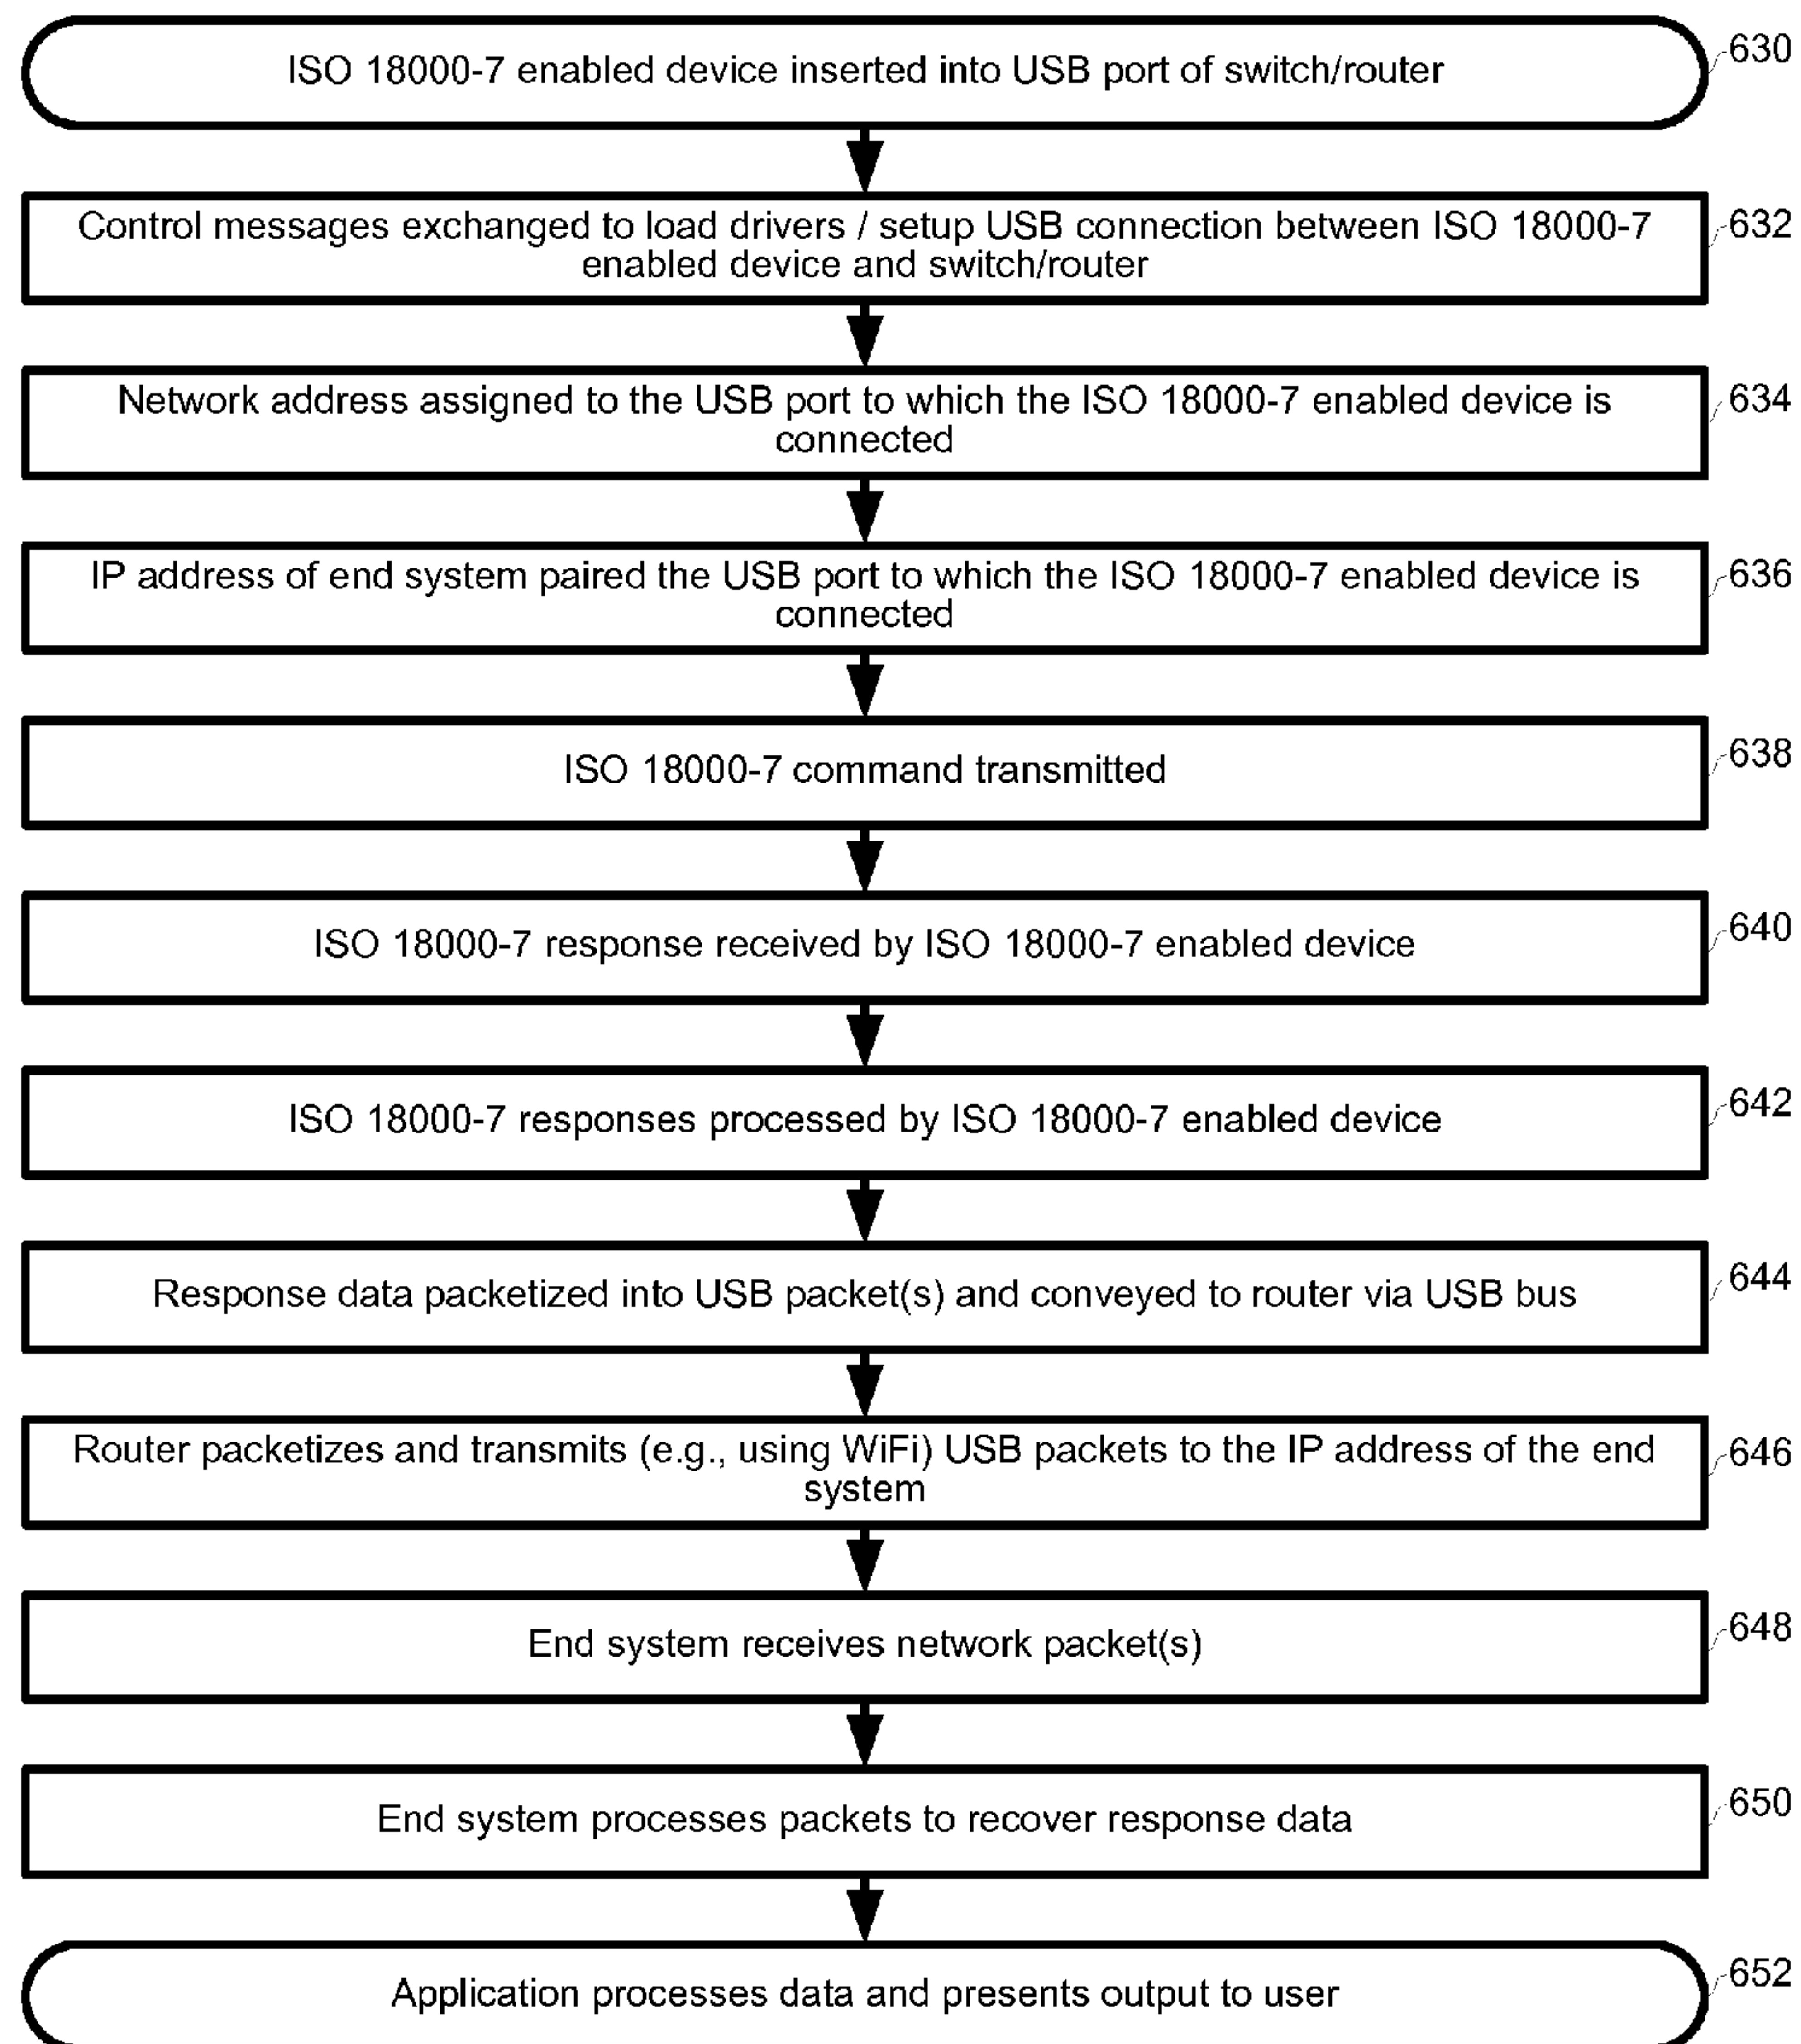 ISO 18000-7 enabled device inserted into USB port of switch/router
630
Control messages exchanged to load drivers / setup USB connection between ISO 18000-7
enabled device and switch/router
632
Network address assigned to the USB port to which the ISO 18000-7 enabled device is
connected
634
IP address of end system paired the USB port to which the ISO 18000-7 enabled device is
connected
636
ISO 18000-7 command transmitted
638
ISO 18000-7 response received by ISO 18000-7 enabled device
640
ISO 18000-7 responses processed by ISO 18000-7 enabled device
642
Response data packetized into USB packet(s) and conveyed to router via USB bus
644
Router packetizes and transmits (e.g., using WiFi) USB packets to the IP address of the end
system
646
End system receives network packet(s)
648
End system processes packets to recover response data
650
Application processes data and presents output to user
652